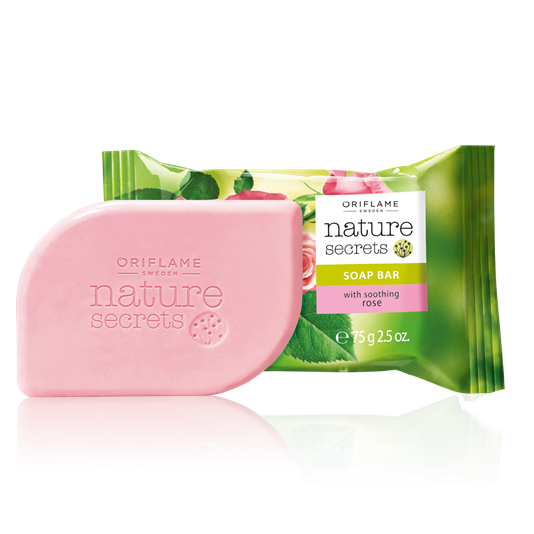 ORIFLAME
SWEDEN
nature
secrets
ORIFLAME
SWEDEN
nature
secrets
SOAP BAR
with soothing
rose
℮ 75 g 2.5 oz.